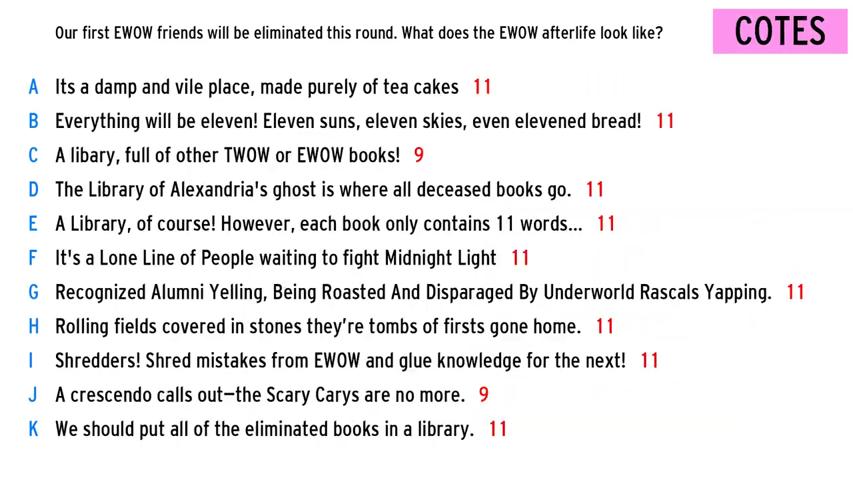 Our first EWOW friends will be eliminated this round. What does the EWOW afterlife look like?
COTES
A Its a damp and vile place, made purely of tea cakes 11
B Everything will be eleven! Eleven suns, eleven skies, even elevened bread! 11
C A libary, full of other TWOW or EWOW books! 9
D The Library of Alexandria's ghost is where all deceased books go. 11
E A Library, of course! However, each book only contains 11 words... 11
F It's a Lone Line of People waiting to fight Midnight Light 11
G Recognized Alumni Yelling, Being Roasted And Disparaged By Underworld Rascals Yapping. 11
H Rolling fields covered in stones they’re tombs of firsts gone home. 11
I Shredders! Shred mistakes from EWOW and glue knowledge for the next! 11
J A crescendo calls out—the Scary Carys are no more. 9
K We should put all of the eliminated books in a library. 11